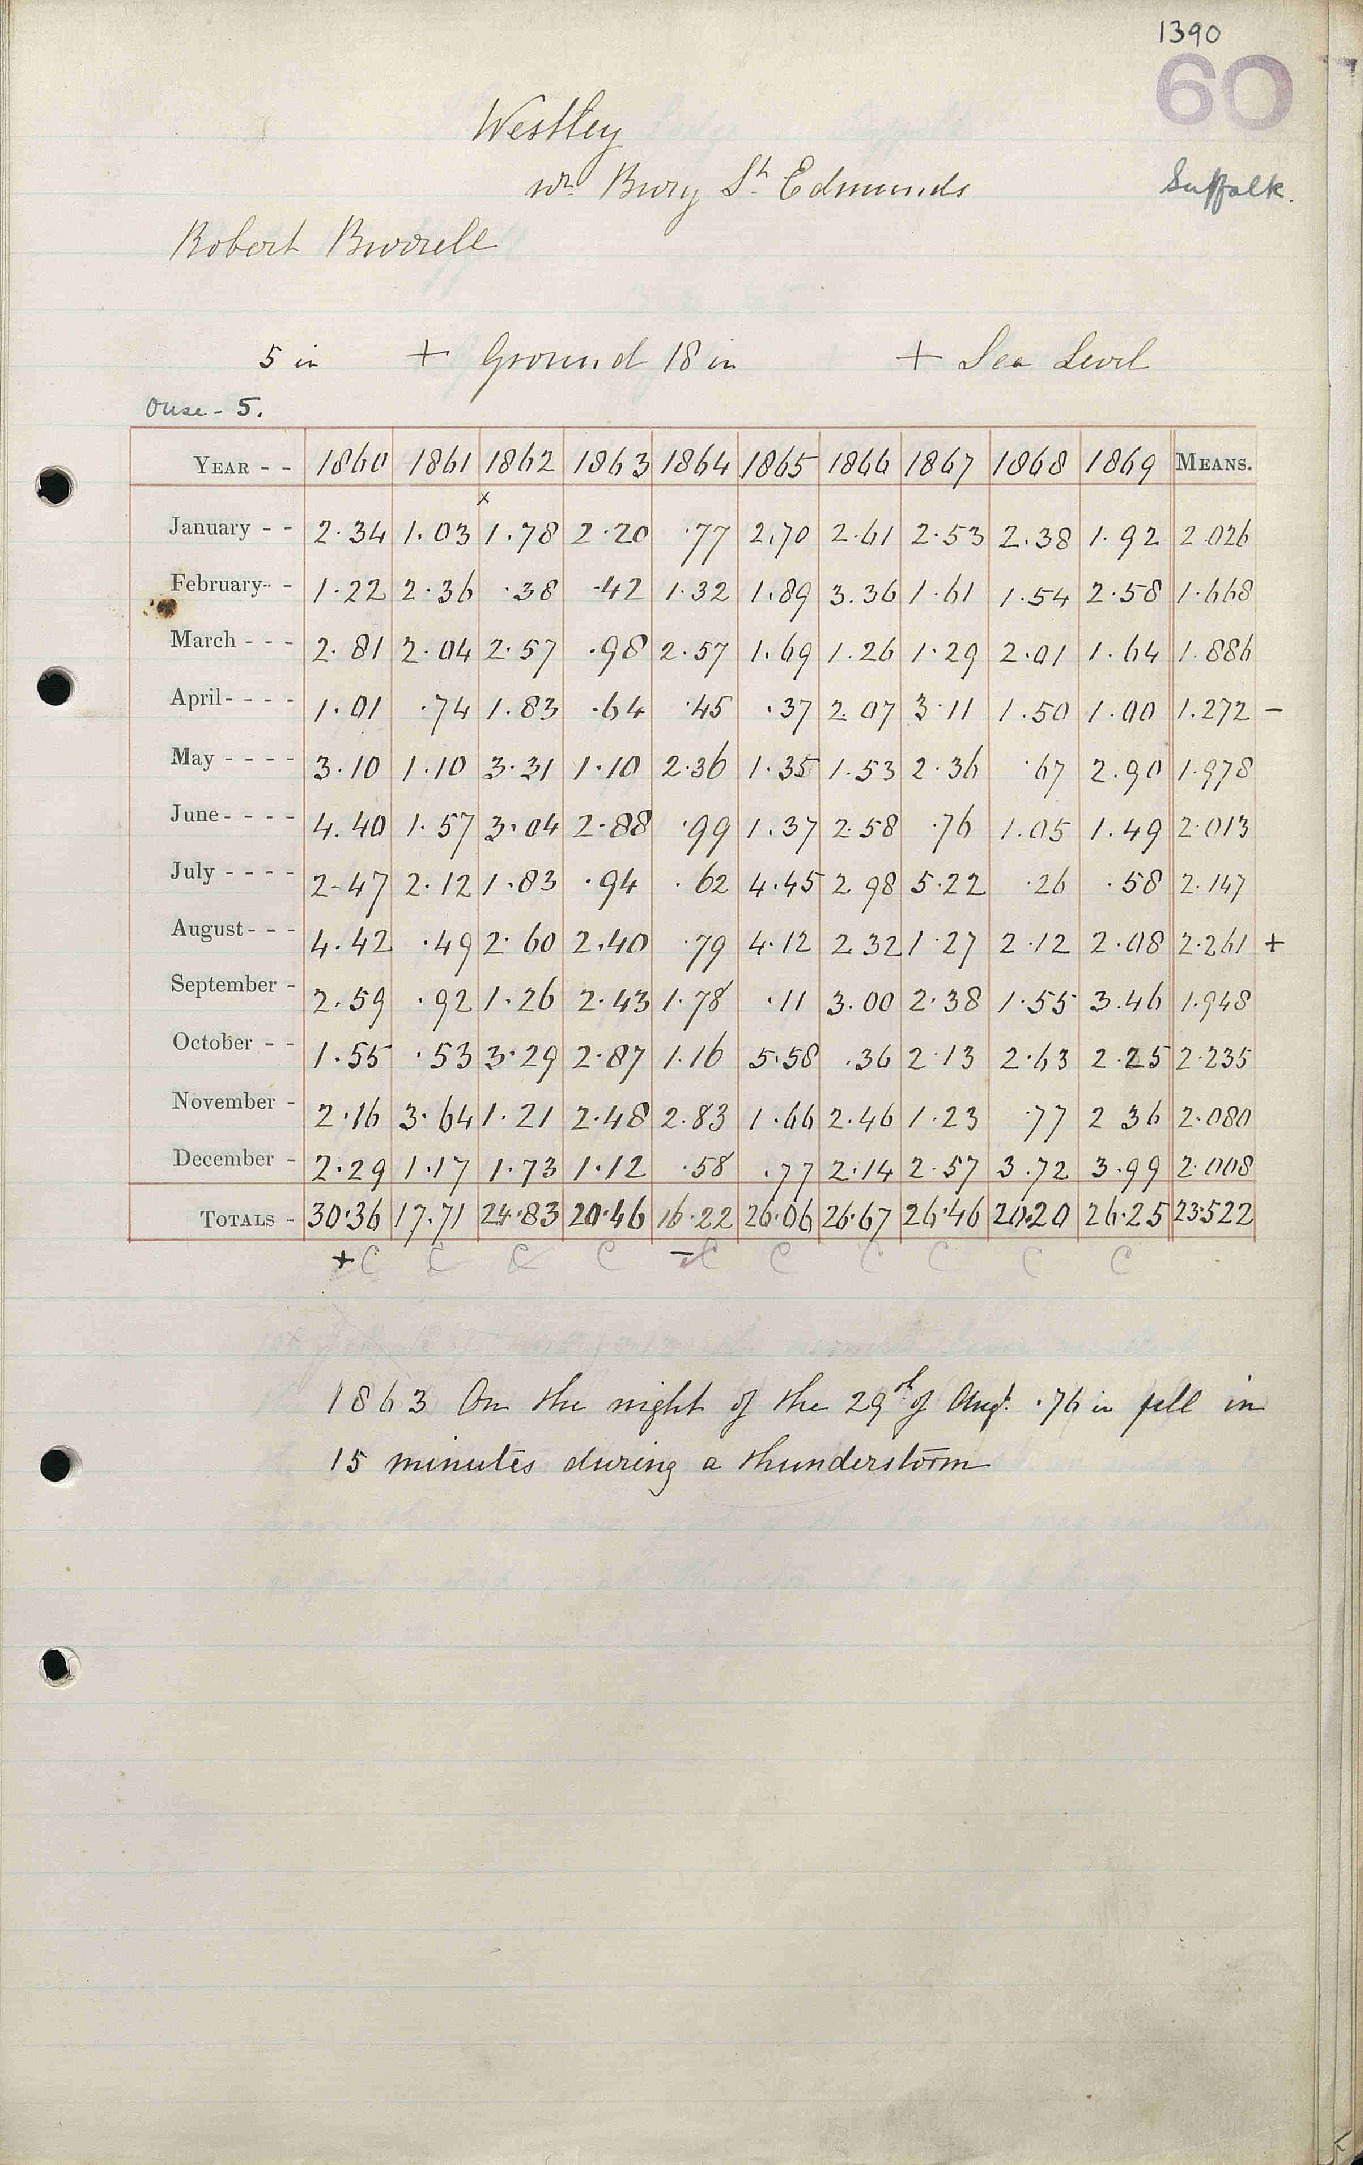 1390
60
Westley
nr. Bury St. Edmunds
Suffolk.
Robert Burrell
5 in + Ground 18 in + Sea Level
Ouse - 5.
YEAR - - 1860 1861 1862 1863 1864 1865 1866 1867 1868 1869 MEANS.
x
January - - 2.34 1.03 1.78 2.20 .77 2.70 2.61 2.53 2.38 1.92 2.026
February - - 1.22 2.36 .38 .42 1.32 1.89 3.36 1.61 1.54 2.58 1.668
March - - - 2.81 2.04 2.57 .98 2.57 1.69 1.26 1.29 2.01 1.64 1.886
April - - - - 1.01 .74 1.83 .64 .45 .37 2.07 3.11 1.50 1.00 1.272 -
May - - - - 3.10 1.10 3.31 1.10 2.36 1.35 1.53 2.36 .67 2.90 1.978
June - - - - 4.40 1.57 3.04 2.88 .99 1.37 2.58 .76 1.05 1.49 2.013
July - - - - 2.47 2.12 1.83 .94 .62 4.45 2.98 5.22 .26 .58 2.147
August - - - 4.42 .49 2.60 2.40 .79 4.12 2.32 1.27 2.12 2.08 2.261 +
September - 2.59 .92 1.26 2.43 1.78 .11 3.00 2.38 1.55 3.46 1.948
October - - 1.55 .53 3.29 2.87 1.16 5.58 .36 2.13 2.63 2.25 2.235
November - 2.16 3.64 1.21 2.48 2.83 1.66 2.46 1.23 .77 2 36 2.080
December - 2.29 1.17 1.73 1.12 .58 .77 2.14 2.57 3.72 3.99 2.008
TOTALS - 30.36 17.71 24.83 20.46 16.22 26.06 26.67 26.46 20.20 26.25 23.522
+ C C C C - C C C C C C
1863 On the night of the 29th of Augt. .76 in fell in
15 minutes during a thunderstorm